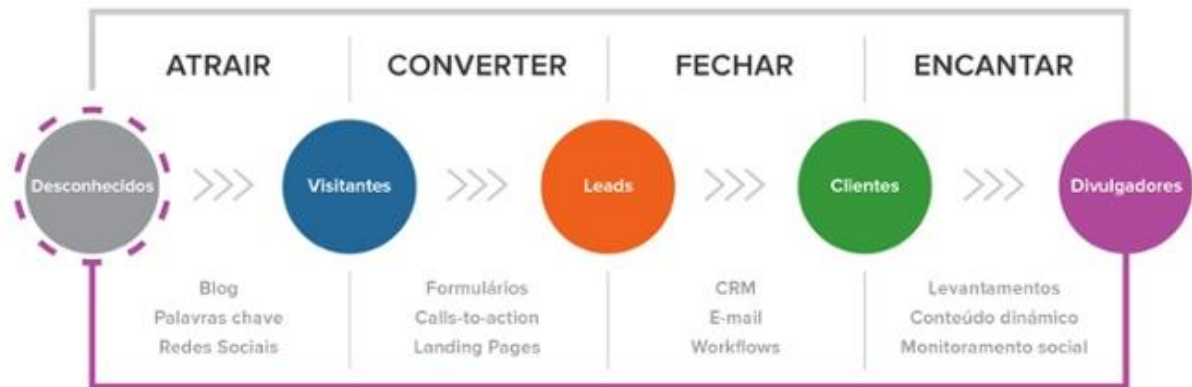 ATRAIR
CONVERTER
FECHAR
ENCANTAR
Desconhecidos
Visitantes
Leads
Clientes
Divulgadores
Blog
Palavras chave
Redes Sociais
Formulários
Calls-to-action
Landing Pages
CRM
E-mail
Workflows
Levantamentos
Conteúdo dinámico
Monitoramento social